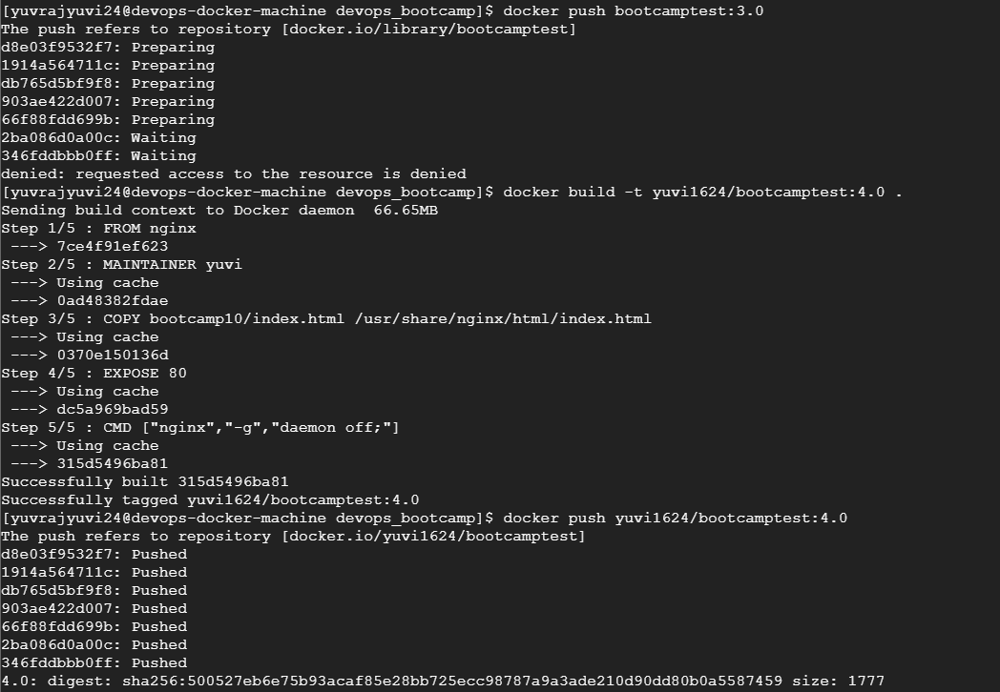 [yuvrajyuvi24@devops-docker-machine devops_bootcamp]$ docker push bootcamptest:3.0
The push refers to repository [docker.io/library/bootcamptest]
d8e03f9532f7: Preparing
1914a564711c: Preparing
db765d5bf9f8: Preparing
903ae422d007: Preparing
66f88fdd699b: Preparing
2ba086d0a00c: Waiting
346fddbbb0ff: Waiting
denied: requested access to the resource is denied
[yuvrajyuvi24@devops-docker-machine devops_bootcamp]$ docker build -t yuvi1624/bootcamptest:4.0 .
Sending build context to Docker daemon  66.65MB
Step 1/5 : FROM nginx
 ---> 7ce4f91ef623
Step 2/5 : MAINTAINER yuvi
 ---> Using cache
 ---> 0ad48382fdae
Step 3/5 : COPY bootcamp10/index.html /usr/share/nginx/html/index.html
 ---> Using cache
 ---> 0370e150136d
Step 4/5 : EXPOSE 80
 ---> Using cache
 ---> dc5a969bad59
Step 5/5 : CMD ["nginx","-g","daemon off;"]
 ---> Using cache
 ---> 315d5496ba81
Successfully built 315d5496ba81
Successfully tagged yuvi1624/bootcamptest:4.0
[yuvrajyuvi24@devops-docker-machine devops_bootcamp]$ docker push yuvi1624/bootcamptest:4.0
The push refers to repository [docker.io/yuvi1624/bootcamptest]
d8e03f9532f7: Pushed
1914a564711c: Pushed
db765d5bf9f8: Pushed
903ae422d007: Pushed
66f88fdd699b: Pushed
2ba086d0a00c: Pushed
346fddbbb0ff: Pushed
4.0: digest: sha256:500527eb6e75b93acaf85e28bb725ecc98787a9a3ade210d90dd80b0a5587459 size: 1777